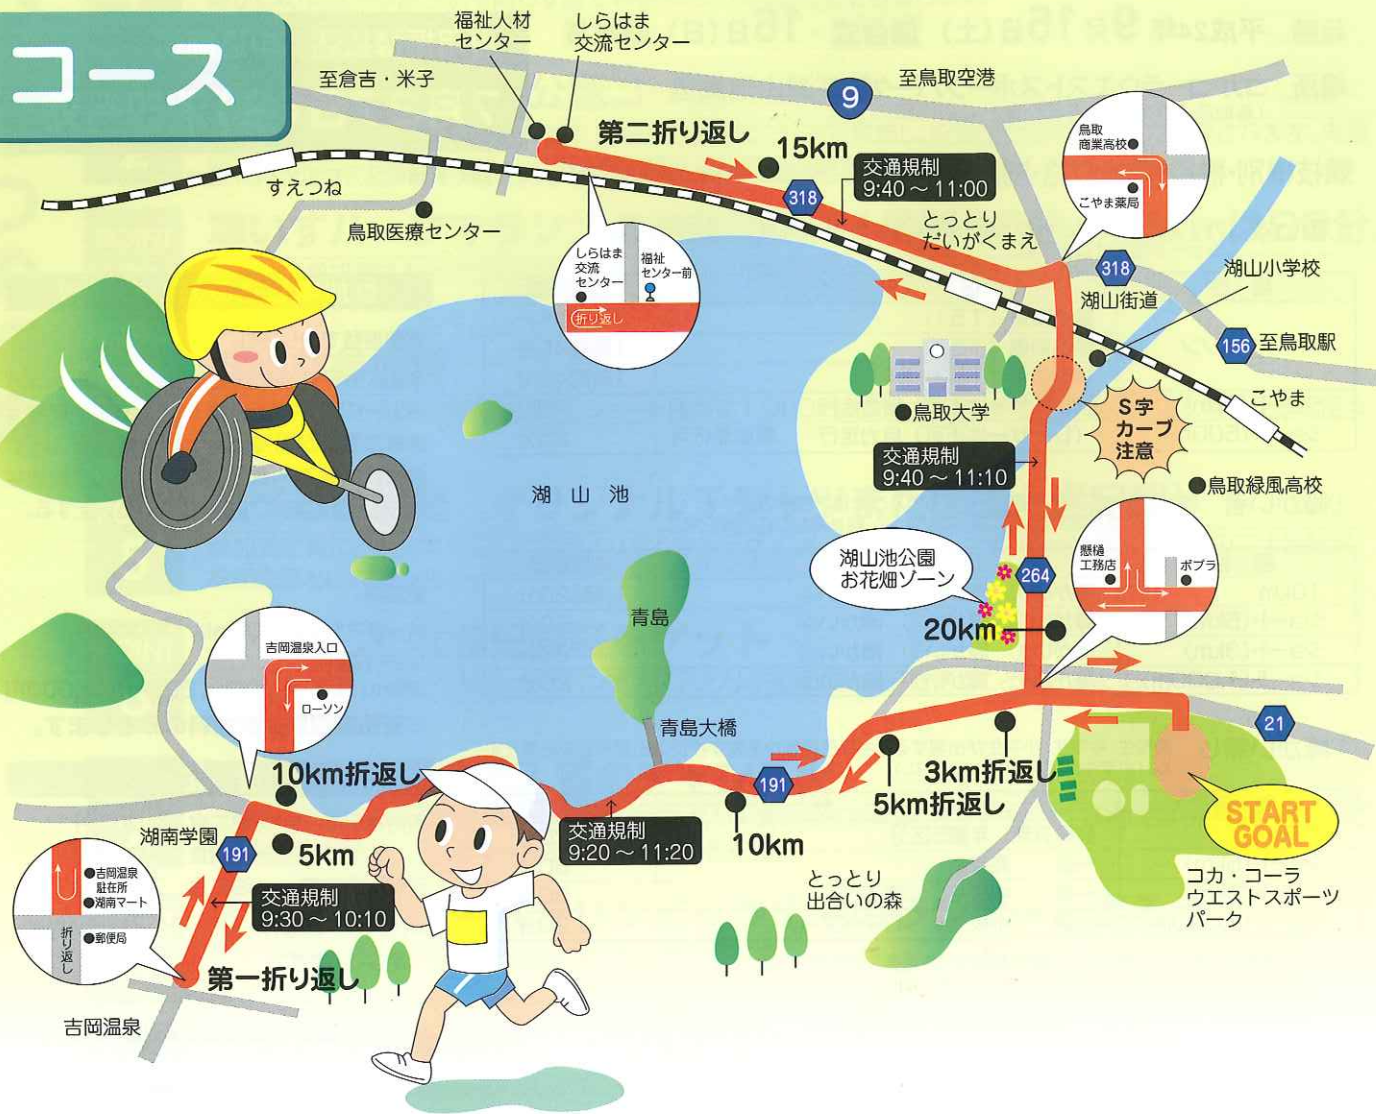 コース
福祉人材
センター
しらはま
交流センター
至倉吉・米子
9
至鳥取空港
第二折り返し
15km
交通規制
9:40～11:00
318
鳥取
商業高校
こやま薬局
すえつね
鳥取医療センター
とっとり
だいがくまえ
しらはま
交流
センター
福祉
センター前
折り返し
318
湖山街道
湖山小学校
156
至鳥取駅
こやま
鳥取大学
S字
カーブ
注意
交通規制
9:40～11:10
鳥取緑風高校
湖山池
湖山池公園
お花畑ゾーン
264
懸樋
工務店
ポプラ
20km
青島
吉岡温泉入口
ローソン
青島大橋
21
10km折返し
191
3km折返し
5km折返し
START
GOAL
湖南学園
191
5km
交通規制
9:20～11:20
10km
とっとり
出合いの森
コカ・コーラ
ウエストスポーツ
パーク
吉岡温泉
駐在所
湖南マート
郵便局
折り返し
交通規制
9:30～10:10
第一折り返し
吉岡温泉